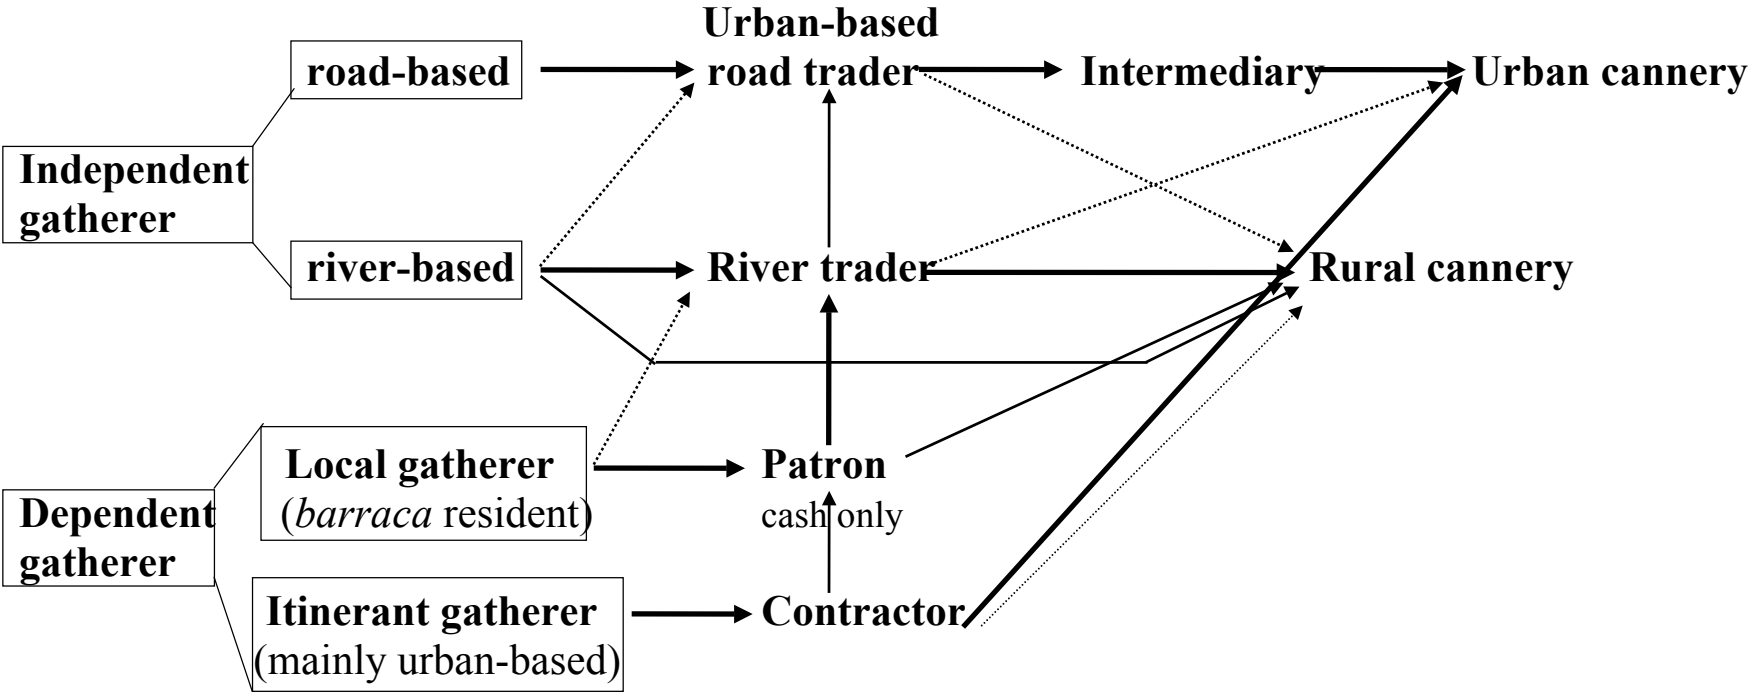 Urban-based
road-based
road trader
Intermediary
Urban cannery
Independent
gatherer
river-based
River trader
Rural cannery
Local gatherer
(barraca resident)
Patron
cash only
Dependent
gatherer
Itinerant gatherer
(mainly urban-based)
Contractor